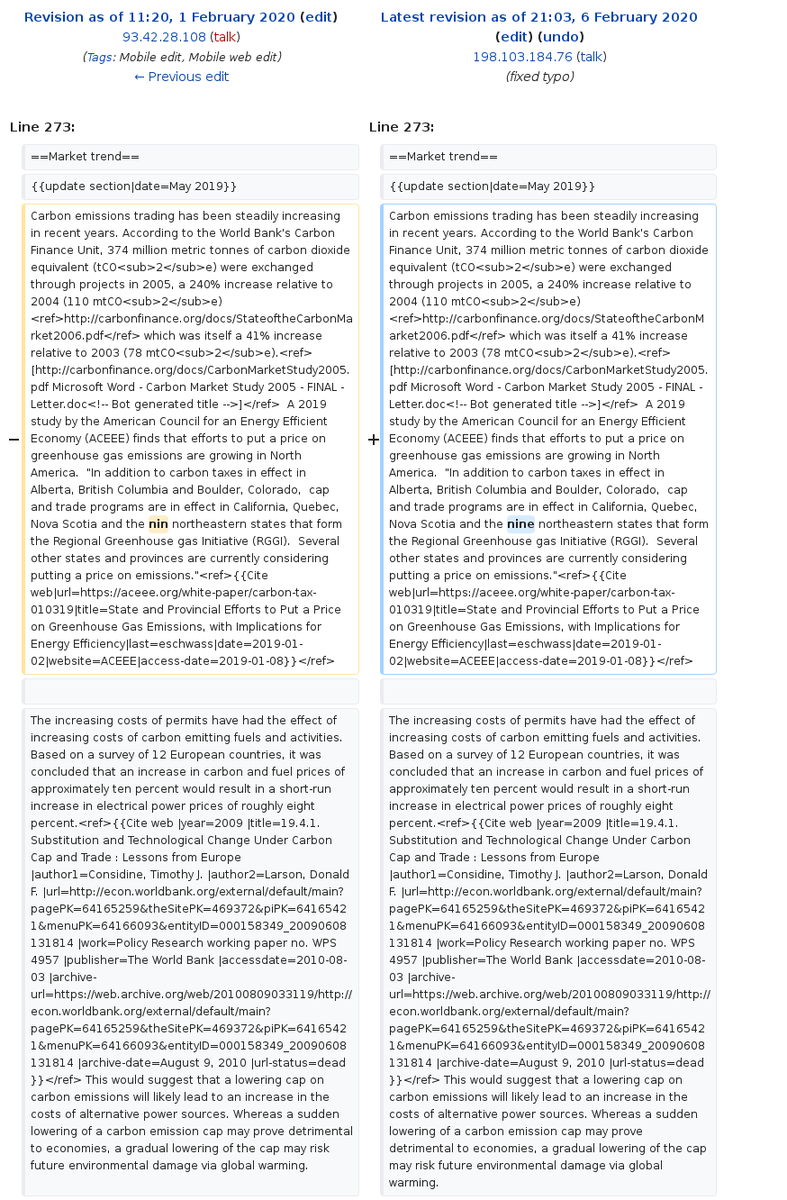 Revision as of 11:20, 1 February 2020 (edit)
93.42.28.108 (talk)
(Tags: Mobile edit, Mobile web edit)
← Previous edit
Latest revision as of 21:03, 6 February 2020
(edit) (undo)
198.103.184.76 (talk)
(fixed typo)
Line 273:
==Market trend==
{{update section|date=May 2019}}
−
Carbon emissions trading has been steadily increasing
in recent years. According to the World Bank's Carbon
Finance Unit, 374 million metric tonnes of carbon dioxide
equivalent (tCO<sub>2</sub>e) were exchanged
through projects in 2005, a 240% increase relative to
2004 (110 mtCO<sub>2</sub>e)
<ref>http://carbonfinance.org/docs/StateoftheCarbonMa
rket2006.pdf</ref> which was itself a 41% increase
relative to 2003 (78 mtCO<sub>2</sub>e).<ref>
[http://carbonfinance.org/docs/CarbonMarketStudy2005.
pdf Microsoft Word - Carbon Market Study 2005 - FINAL -
Letter.doc<!-- Bot generated title -->]</ref>  A 2019
study by the American Council for an Energy Efficient
Economy (ACEEE) finds that efforts to put a price on
greenhouse gas emissions are growing in North
America.  "In addition to carbon taxes in effect in
Alberta, British Columbia and Boulder, Colorado,  cap
and trade programs are in effect in California, Quebec,
Nova Scotia and the nin northeastern states that form
the Regional Greenhouse gas Initiative (RGGI).  Several
other states and provinces are currently considering
putting a price on emissions."<ref>{{Cite
web|url=https://aceee.org/white-paper/carbon-tax-
010319|title=State and Provincial Efforts to Put a Price
on Greenhouse Gas Emissions, with Implications for
Energy Efficiency|last=eschwass|date=2019-01-
02|website=ACEEE|access-date=2019-01-08}}</ref>
The increasing costs of permits have had the effect of
increasing costs of carbon emitting fuels and activities.
Based on a survey of 12 European countries, it was
concluded that an increase in carbon and fuel prices of
approximately ten percent would result in a short-run
increase in electrical power prices of roughly eight
percent.<ref>{{Cite web |year=2009 |title=19.4.1.
Substitution and Technological Change Under Carbon
Cap and Trade : Lessons from Europe
|author1=Considine, Timothy J. |author2=Larson, Donald
F. |url=http://econ.worldbank.org/external/default/main?
pagePK=64165259&theSitePK=469372&piPK=6416542
1&menuPK=64166093&entityID=000158349_20090608
131814 |work=Policy Research working paper no. WPS
4957 |publisher=The World Bank |accessdate=2010-08-
03 |archive-
url=https://web.archive.org/web/20100809033119/http://
econ.worldbank.org/external/default/main?
pagePK=64165259&theSitePK=469372&piPK=6416542
1&menuPK=64166093&entityID=000158349_20090608
131814 |archive-date=August 9, 2010 |url-status=dead
}}</ref> This would suggest that a lowering cap on
carbon emissions will likely lead to an increase in the
costs of alternative power sources. Whereas a sudden
lowering of a carbon emission cap may prove detrimental
to economies, a gradual lowering of the cap may risk
future environmental damage via global warming.
Line 273:
==Market trend==
{{update section|date=May 2019}}
+
Carbon emissions trading has been steadily increasing
in recent years. According to the World Bank's Carbon
Finance Unit, 374 million metric tonnes of carbon dioxide
equivalent (tCO<sub>2</sub>e) were exchanged
through projects in 2005, a 240% increase relative to
2004 (110 mtCO<sub>2</sub>e)
<ref>http://carbonfinance.org/docs/StateoftheCarbonM
arket2006.pdf</ref> which was itself a 41% increase
relative to 2003 (78 mtCO<sub>2</sub>e).<ref>
[http://carbonfinance.org/docs/CarbonMarketStudy2005.
pdf Microsoft Word - Carbon Market Study 2005 - FINAL -
Letter.doc<!-- Bot generated title -->]</ref>  A 2019
study by the American Council for an Energy Efficient
Economy (ACEEE) finds that efforts to put a price on
greenhouse gas emissions are growing in North
America.  "In addition to carbon taxes in effect in
Alberta, British Columbia and Boulder, Colorado,  cap
and trade programs are in effect in California, Quebec,
Nova Scotia and the nine northeastern states that form
the Regional Greenhouse gas Initiative (RGGI).  Several
other states and provinces are currently considering
putting a price on emissions."<ref>{{Cite
web|url=https://aceee.org/white-paper/carbon-tax-
010319|title=State and Provincial Efforts to Put a Price
on Greenhouse Gas Emissions, with Implications for
Energy Efficiency|last=eschwass|date=2019-01-
02|website=ACEEE|access-date=2019-01-08}}</ref>
The increasing costs of permits have had the effect of
increasing costs of carbon emitting fuels and activities.
Based on a survey of 12 European countries, it was
concluded that an increase in carbon and fuel prices of
approximately ten percent would result in a short-run
increase in electrical power prices of roughly eight
percent.<ref>{{Cite web |year=2009 |title=19.4.1.
Substitution and Technological Change Under Carbon
Cap and Trade : Lessons from Europe
|author1=Considine, Timothy J. |author2=Larson, Donald
F. |url=http://econ.worldbank.org/external/default/main?
pagePK=64165259&theSitePK=469372&piPK=6416542
1&menuPK=64166093&entityID=000158349_20090608
131814 |work=Policy Research working paper no. WPS
4957 |publisher=The World Bank |accessdate=2010-08-
03 |archive-
url=https://web.archive.org/web/20100809033119/http://
econ.worldbank.org/external/default/main?
pagePK=64165259&theSitePK=469372&piPK=6416542
1&menuPK=64166093&entityID=000158349_20090608
131814 |archive-date=August 9, 2010 |url-status=dead
}}</ref> This would suggest that a lowering cap on
carbon emissions will likely lead to an increase in the
costs of alternative power sources. Whereas a sudden
lowering of a carbon emission cap may prove
detrimental to economies, a gradual lowering of the cap
may risk future environmental damage via global
warming.